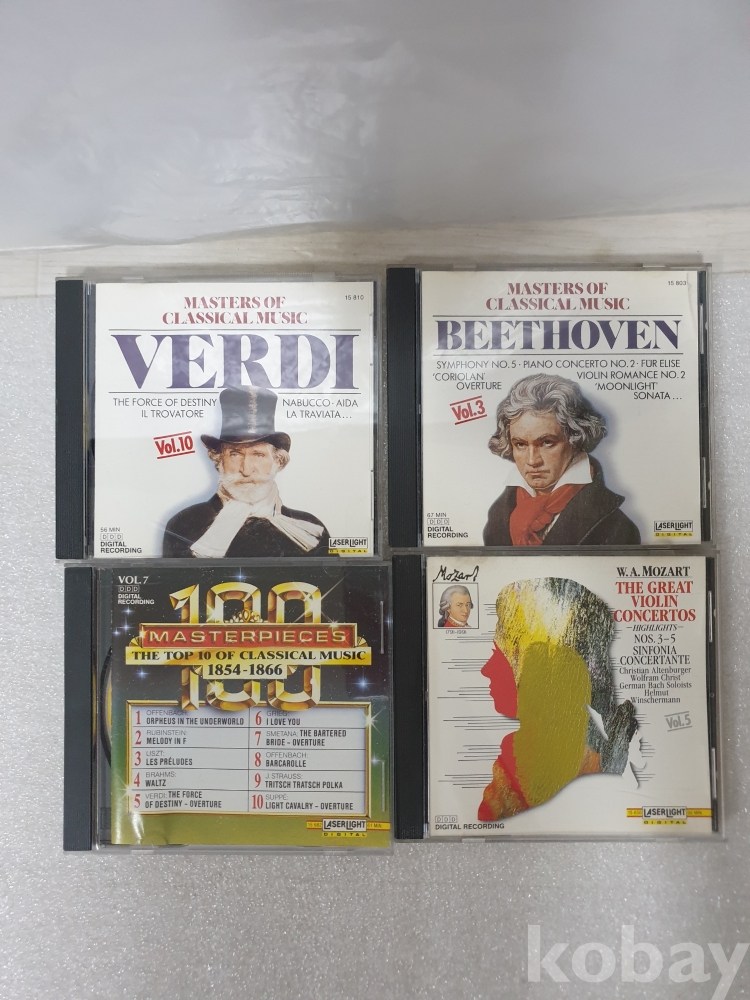 MASTERS OF
CLASSICAL MUSIC
15 810
VERDI
THE FORCE OF DESTINY NABUCCO · AIDA
IL TROVATORE LA TRAVIATA...
Vol.10
56 MIN
DDD
DIGITAL
RECORDING
LASERLIGHT
DIGITAL
MASTERS OF
CLASSICAL MUSIC
15 803
BEETHOVEN
SYMPHONY NO.5 · PIANO CONCERTO NO.2 · FÜR ELISE
'CORIOLAN' VIOLIN ROMANCE NO.2
OVERTURE 'MOONLIGHT'
SONATA...
Vol.3
67 MIN
DDD
DIGITAL
RECORDING
LASERLIGHT
DIGITAL
VOL. 7
DDD
DIGITAL
RECORDING
100
MASTERPIECES
THE TOP 10 OF CLASSICAL MUSIC
1854-1866
1 OFFENBACH:
ORPHEUS IN THE UNDERWORLD
2 RUBINSTEIN:
MELODY IN F
3 LISZT:
LES PRÉLUDES
4 BRAHMS:
WALTZ
5 VERDI: THE FORCE
OF DESTINY – OVERTURE
6 GRIEG:
I LOVE YOU
7 SMETANA: THE BARTERED
BRIDE – OVERTURE
8 OFFENBACH:
BARCAROLLE
9 J. STRAUSS:
TRITSCH TRATSCH POLKA
10 SUPPÉ:
LIGHT CAVALRY – OVERTURE
LASERLIGHT
DIGITAL
Mozart
1756-1991
W. A. MOZART
THE GREAT
VIOLIN
CONCERTOS
– HIGHLIGHTS –
NOS. 3-5
SINFONIA
CONCERTANTE
Christian Altenburger
Wolfram Christ
German Bach Soloists
Helmut
Winschermann
Vol.5
DDD
DIGITAL RECORDING
LASERLIGHT
DIGITAL
kobay